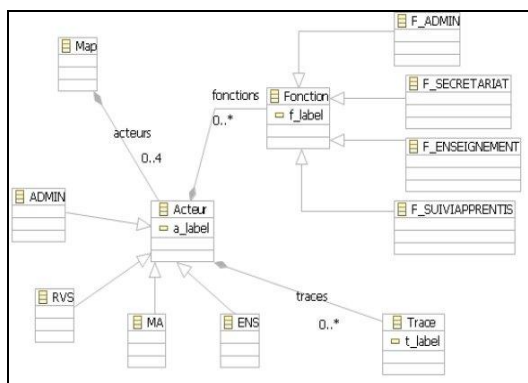 F_ADMIN
Map
fonctions
Fonction
f_label
0..*
F_SECRETARIAT
acteurs
0..4
F_ENSEIGNEMENT
ADMIN
Acteur
a_label
F_SUIVIAPPRENTIS
RVS
MA
ENS
traces
0..*
Trace
t_label